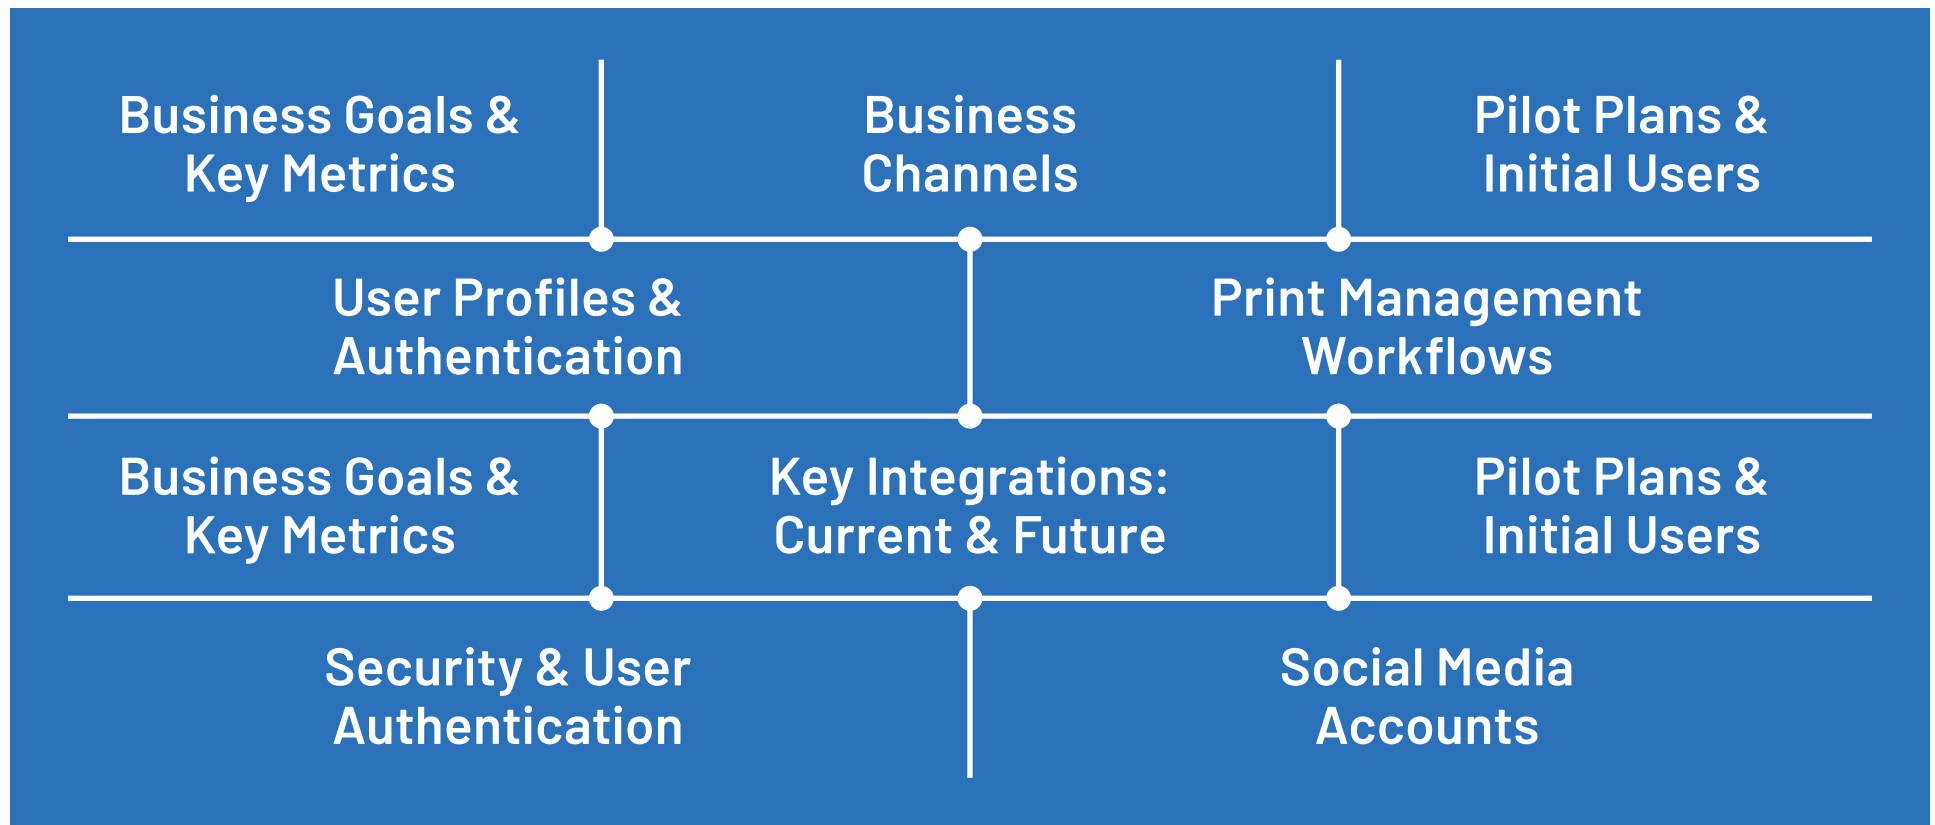 Business Goals &
Key Metrics
Business
Channels
Pilot Plans &
Initial Users
User Profiles &
Authentication
Print Management
Workflows
Business Goals &
Key Metrics
Key Integrations:
Current & Future
Pilot Plans &
Initial Users
Security & User
Authentication
Social Media
Accounts